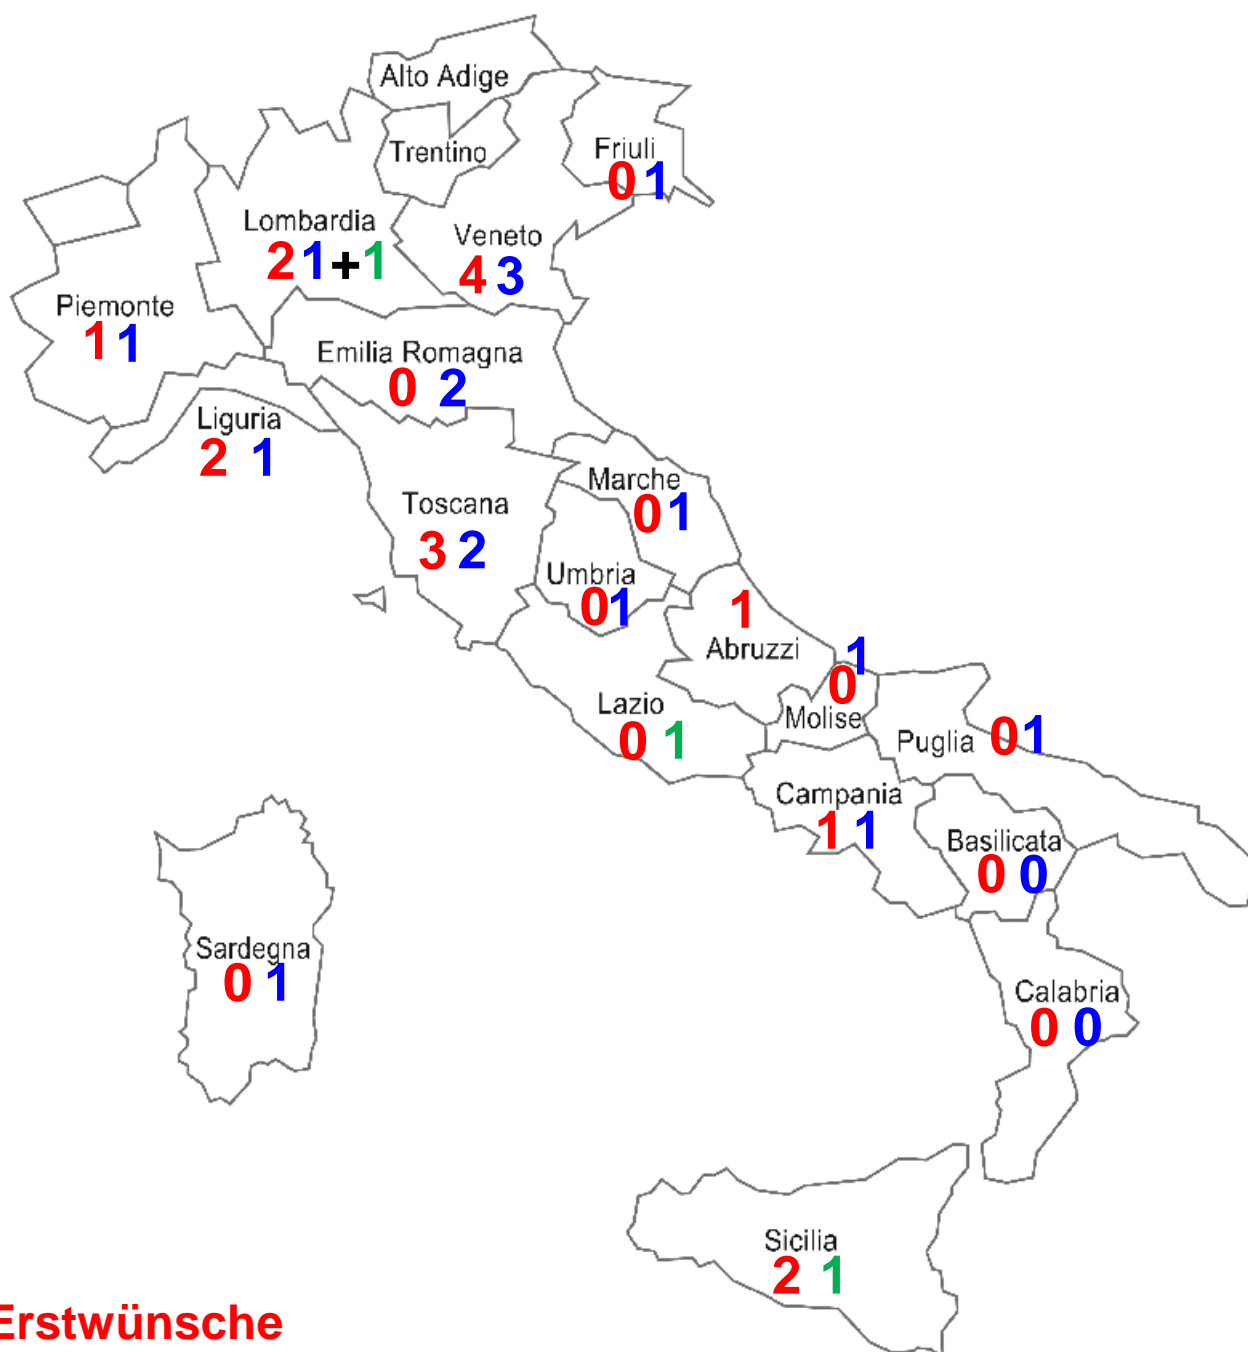 Alto Adige
Trentino
Friuli
0 1
Lombardia
2 1+1
Veneto
4 3
Piemonte
1 1
Emilia Romagna
0 2
Liguria
2 1
Marche
0 1
Toscana
3 2
Umbria
0 1
1
Abruzzi
1
0
Molise
Lazio
0 1
Puglia 0 1
Campania
1 1
Basilicata
0 0
Sardegna
0 1
Calabria
0 0
Sicilia
2 1
Erstwünsche